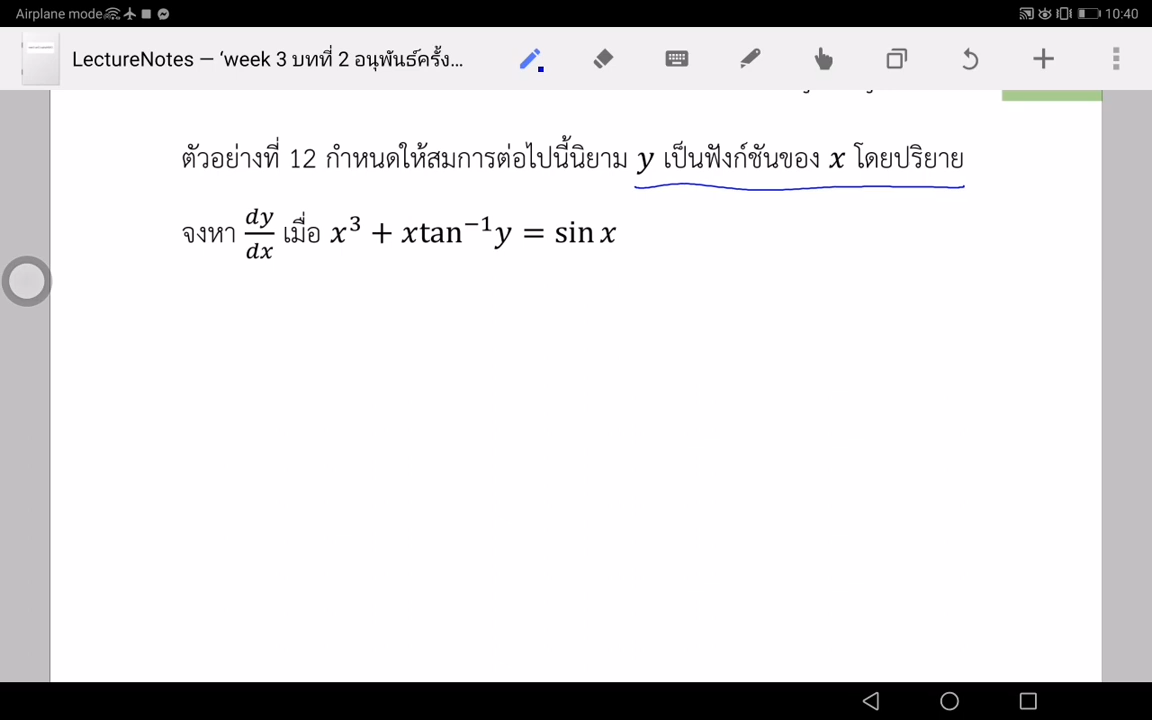 Airplane mode 10:40
LectureNotes — ‘week 3 บทที่ 2 อนุพันธ์ครั้ง...
ตัวอย่างที่ 12 กำหนดให้สมการต่อไปนี้นิยาม y เป็นฟังก์ชันของ x โดยปริยาย
จงหา dy/dx เมื่อ x³ + xtan⁻¹y = sin x